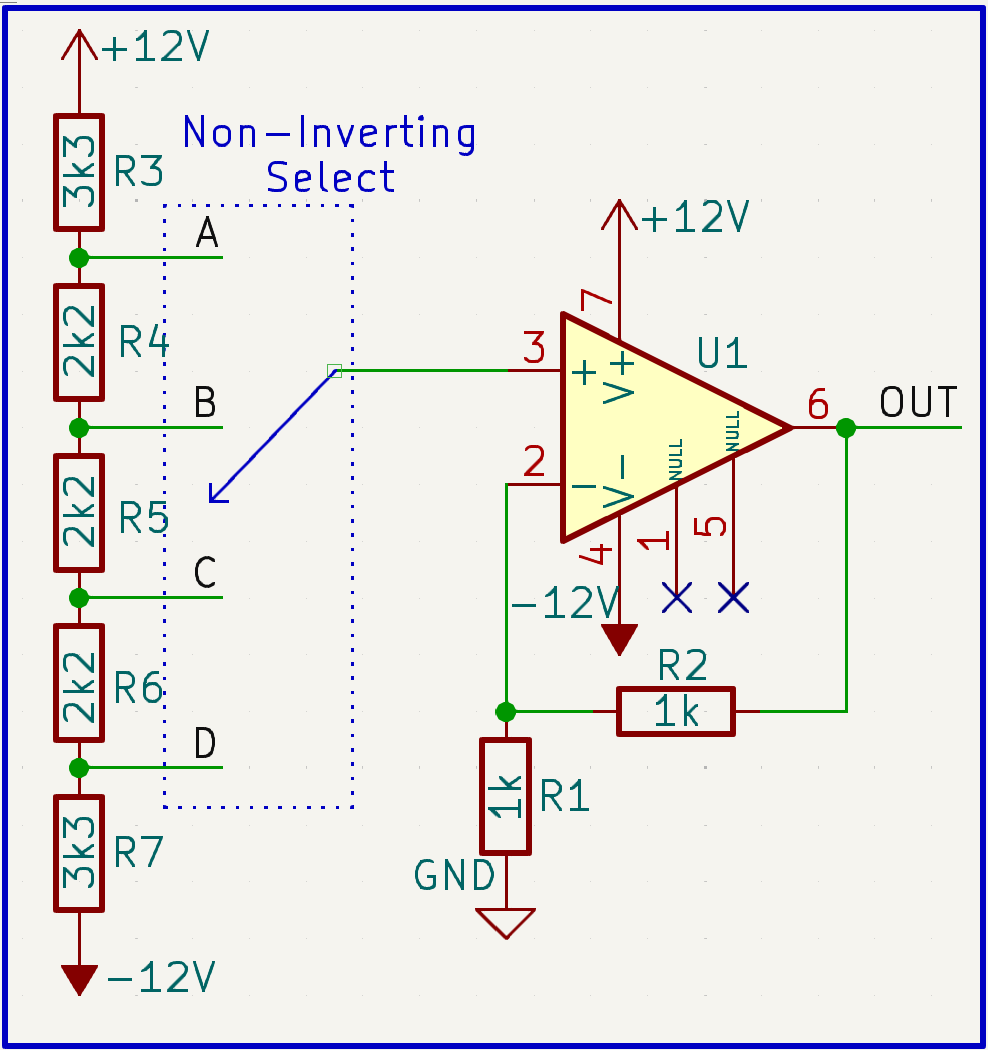 +12V
3k3
R3
Non-Inverting
Select
A
2k2
R4
B
2k2
R5
C
2k2
R6
D
3k3
R7
-12V
+12V
7
3
+
V+
U1
6
OUT
2
-
V-
NULL
NULL
4
1
5
-12V
R2
1k
1k
R1
GND